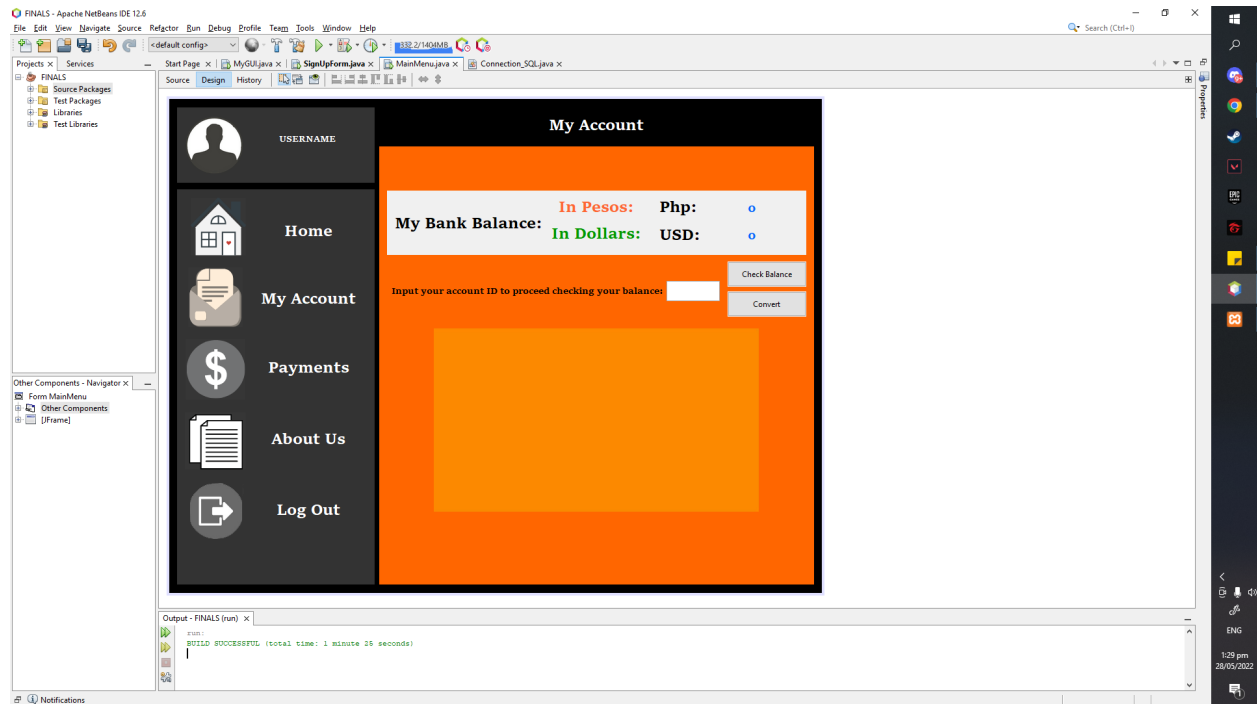 FINALS - Apache NetBeans IDE 12.6
File Edit View Navigate Source Refactor Run Debug Profile Team Tools Window Help
Search (Ctrl+I)
<default config>
332.2/1404MB
Projects Services
Start Page MyGUI.java SignUpForm.java MainMenu.java Connection_SQL.java
FINALS
Source Packages
Test Packages
Libraries
Test Libraries
Source Design History
Properties
USERNAME
My Account
Home
My Account
Payments
About Us
Log Out
My Bank Balance:
In Pesos: Php: 0
In Dollars: USD: 0
Input your account ID to proceed checking your balance:
Check Balance
Convert
Other Components - Navigator
Form MainMenu
Other Components
[JFrame]
Output - FINALS (run)
run:
BUILD SUCCESSFUL (total time: 1 minute 26 seconds)
Notifications
EPIC
ENG
1:29 pm
28/05/2022